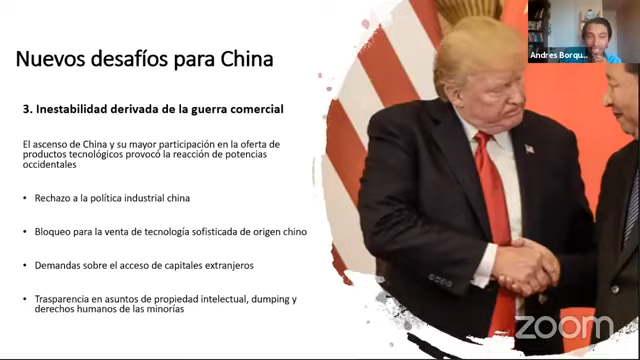 Nuevos desafíos para China
3. Inestabilidad derivada de la guerra comercial
El ascenso de China y su mayor participación en la oferta de
productos tecnológicos provocó la reacción de potencias
occidentales
• Rechazo a la política industrial china
• Bloqueo para la venta de tecnología sofisticada de origen chino
• Demandas sobre el acceso de capitales extranjeros
• Trasparencia en asuntos de propiedad intelectual, dumping y
derechos humanos de las minorías
Andres Borqu...
zoom